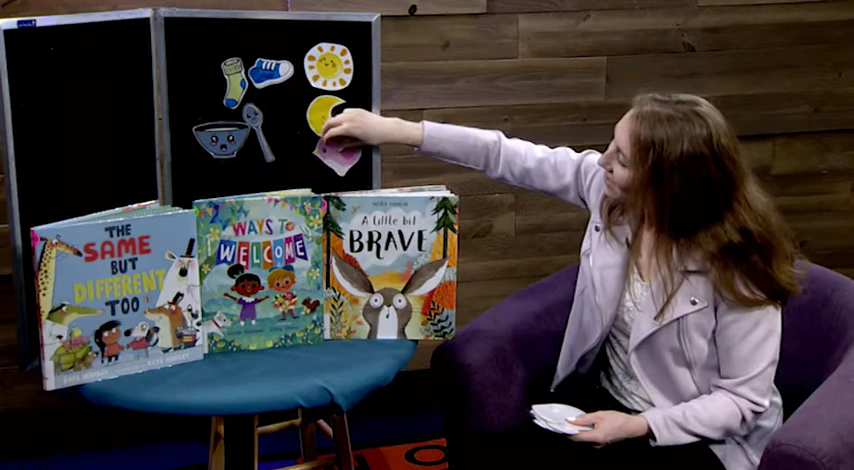 THE
SAME
BUT
DIFFERENT
TOO
WAYS TO
WELCOME
A little bit
BRAVE